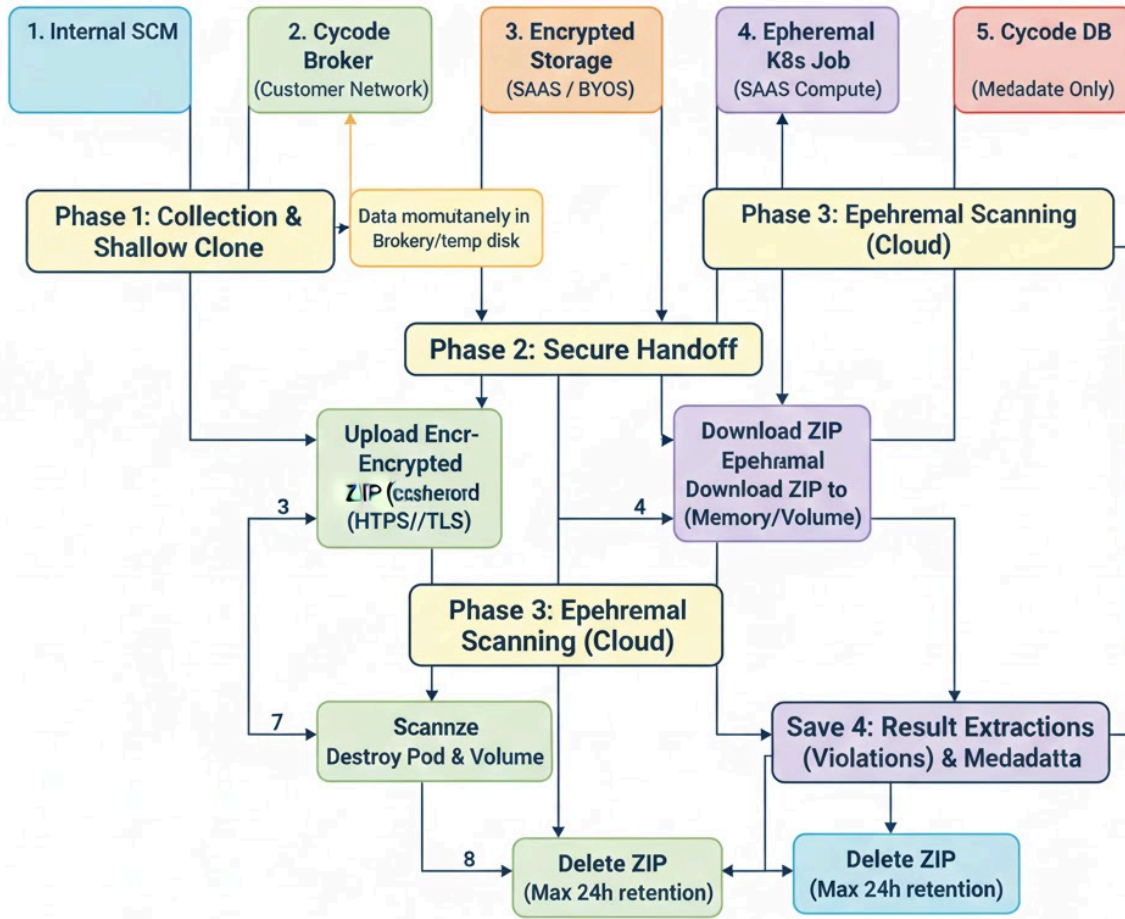 1. Internal SCM
2. Cycode
Broker
(Customer Network)
3. Encrypted
Storage
(SAAS / BYOS)
4. Epheremal
K8s Job
(SAAS Compute)
5. Cycode DB
(Medadate Only)
Phase 1: Collection &
Shallow Clone
Data momutanely in
Brokery/temp disk
Phase 3: Epehremal Scanning
(Cloud)
Phase 2: Secure Handoff
Upload Encr-
Encrypted
ZIP
(HTPS//TLS)
Download ZIP
Epehramal
Download ZIP to
(Memory/Volume)
3
4
Phase 3: Epehremal
Scanning (Cloud)
7
Scannze
Destroy Pod & Volume
Save 4: Result Extractions
(Violations) & Medadatta
8
Delete ZIP
(Max 24h retention)
Delete ZIP
(Max 24h retention)